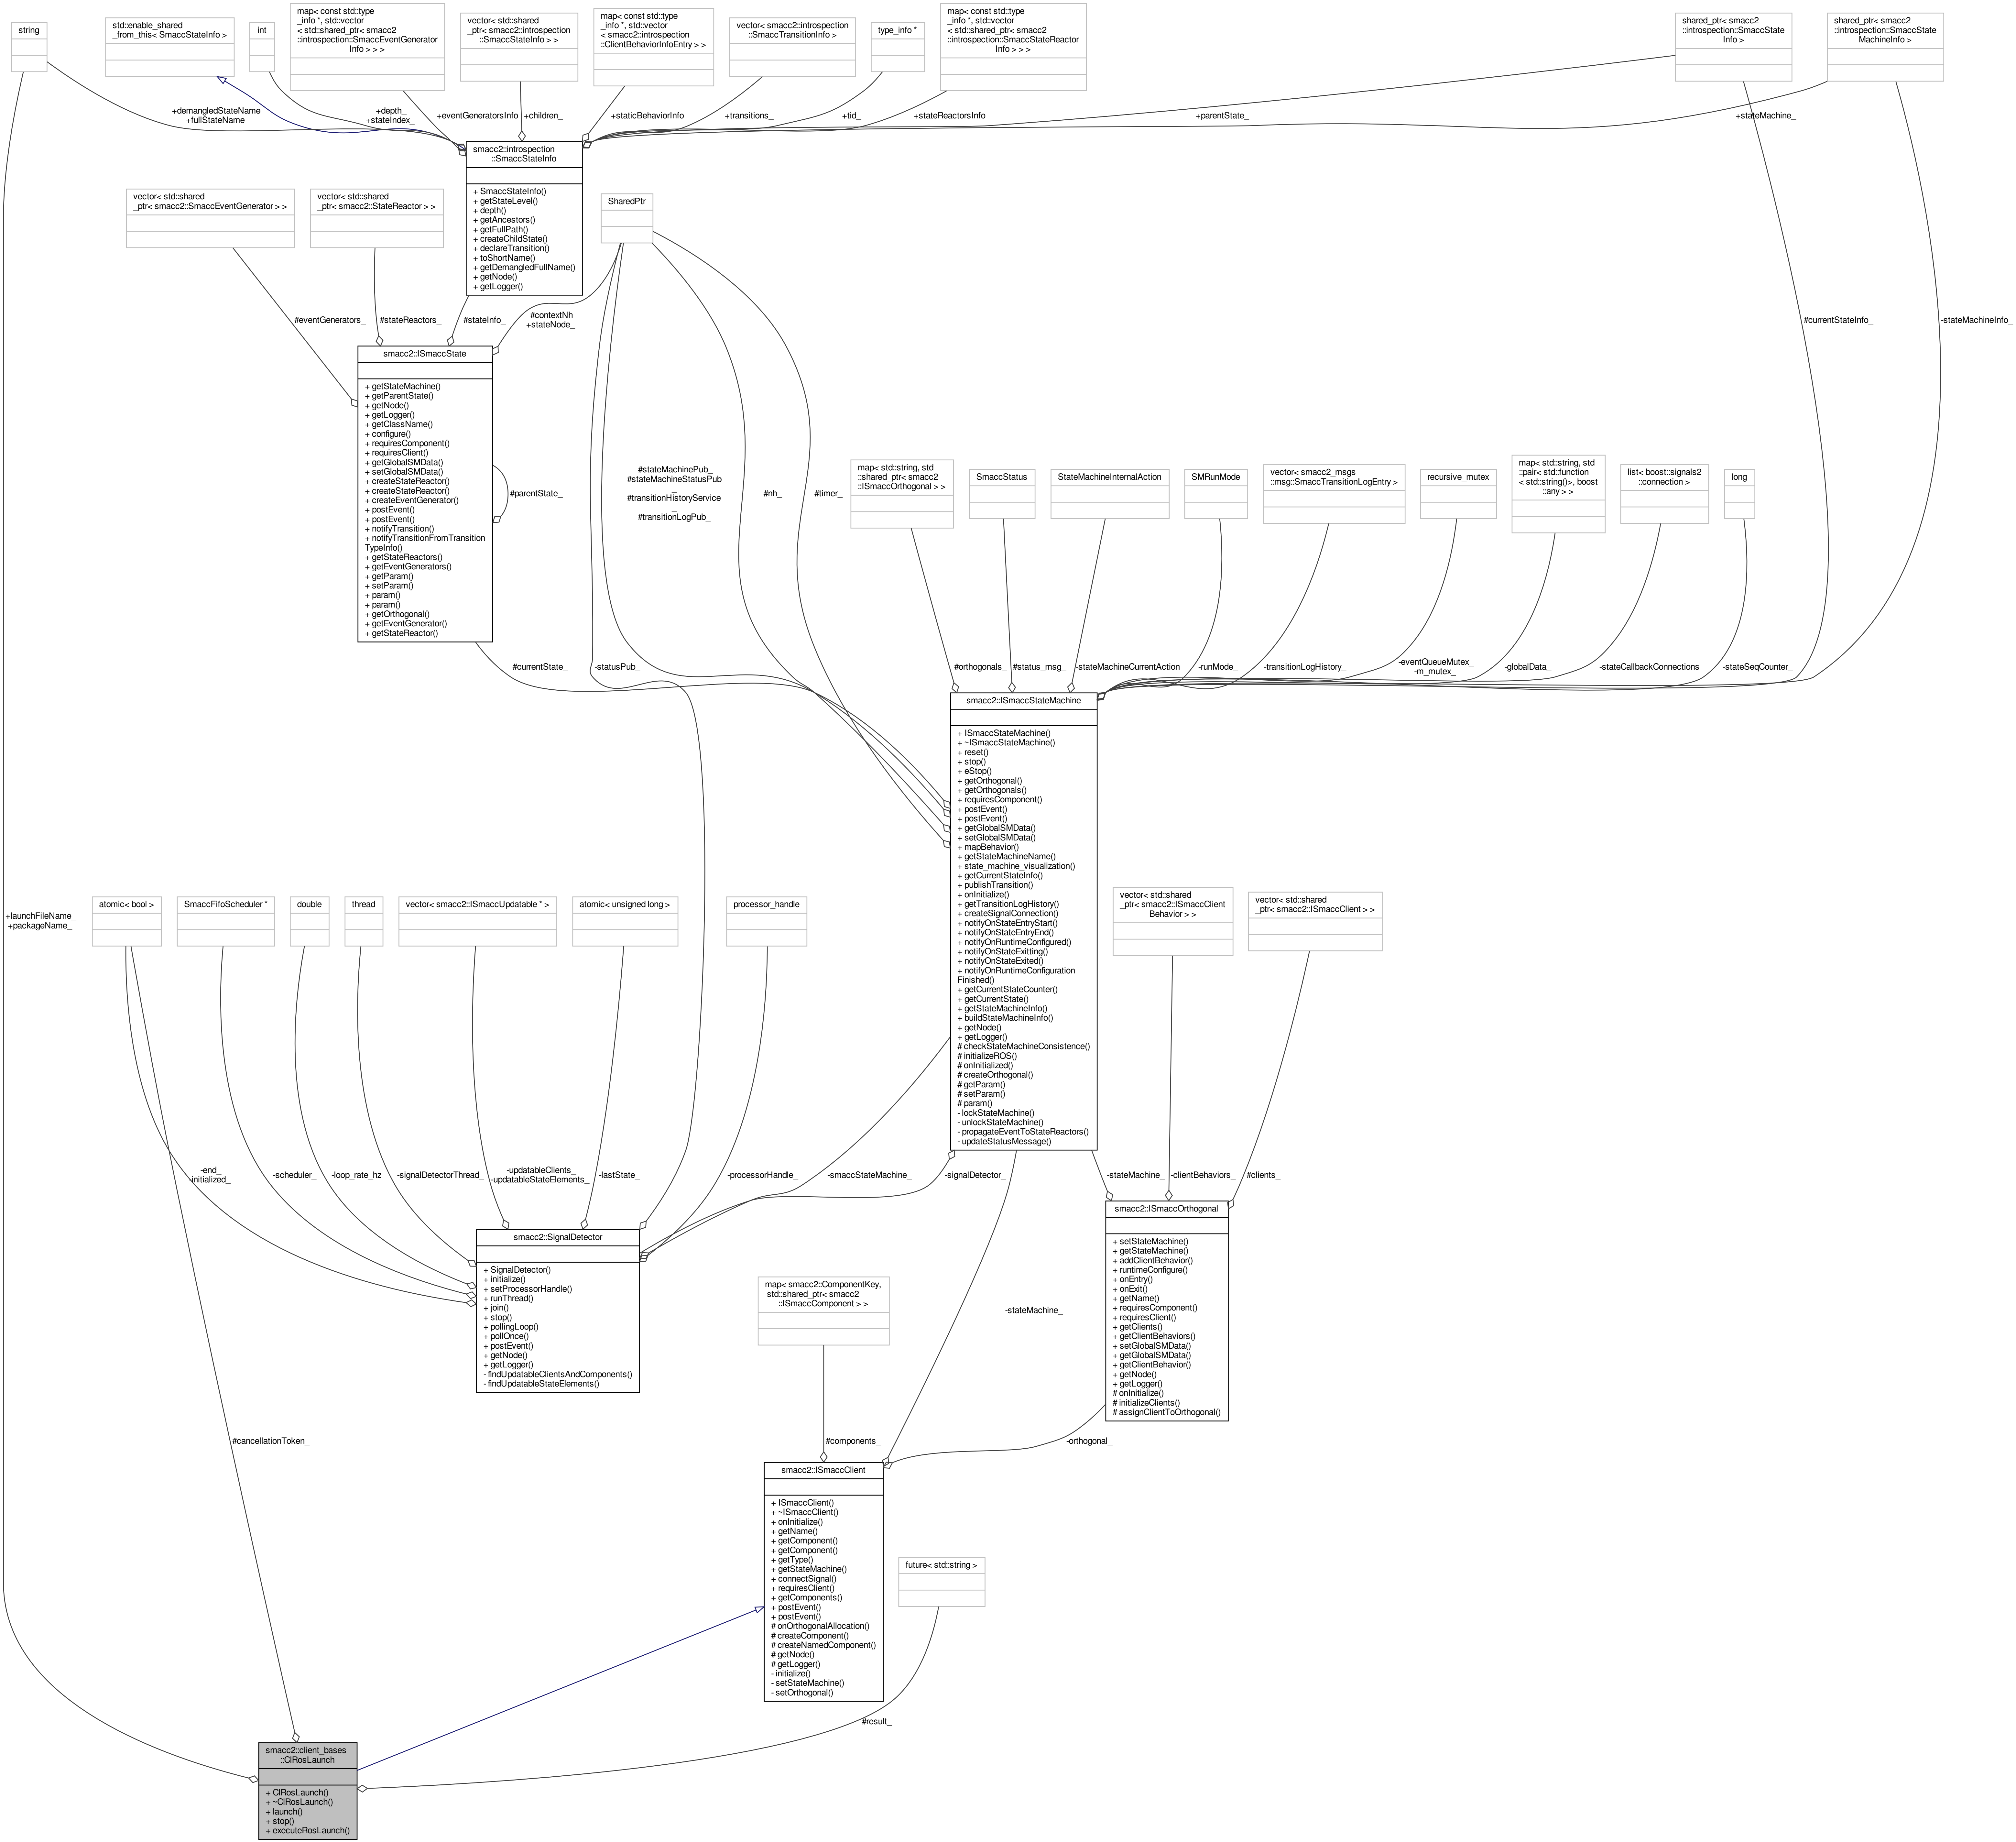 string
std::enable_shared
_from_this< SmaccStateInfo >
int
map< const std::type
_info *, std::vector
< std::shared_ptr< smacc2
::introspection::SmaccEventGenerator
Info > > >
vector< std::shared
_ptr< smacc2::introspection
::SmaccStateInfo > >
map< const std::type
_info *, std::vector
< smacc2::introspection
::ClientBehaviorInfoEntry > >
vector< smacc2::introspection
::SmaccTransitionInfo >
type_info *
map< const std::type
_info *, std::vector
< std::shared_ptr< smacc2
::introspection::SmaccStateReactor
Info > > >
shared_ptr< smacc2
::introspection::SmaccState
Info >
shared_ptr< smacc2
::introspection::SmaccState
MachineInfo >
+demangledStateName
+fullStateName
+depth_
+stateIndex_
+eventGeneratorsInfo
+children_
+staticBehaviorInfo
+transitions_
+tid_
+stateReactorsInfo
+parentState_
+stateMachine_
smacc2::introspection
::SmaccStateInfo
+ SmaccStateInfo()
+ getStateLevel()
+ depth()
+ getAncestors()
+ getFullPath()
+ createChildState()
+ declareTransition()
+ toShortName()
+ getDemangledFullName()
+ getNode()
+ getLogger()
vector< std::shared
_ptr< smacc2::SmaccEventGenerator > >
vector< std::shared
_ptr< smacc2::StateReactor > >
SharedPtr
#eventGenerators_
#stateReactors_
#stateInfo_
#contextNh
+stateNode_
#currentStateInfo_
-stateMachineInfo_
smacc2::ISmaccState
+ getStateMachine()
+ getParentState()
+ getNode()
+ getLogger()
+ getClassName()
+ configure()
+ requiresComponent()
+ requiresClient()
+ getGlobalSMData()
+ setGlobalSMData()
+ createStateReactor()
+ createStateReactor()
+ createEventGenerator()
+ postEvent()
+ postEvent()
+ notifyTransition()
+ notifyTransitionFromTransition
TypeInfo()
+ getStateReactors()
+ getEventGenerators()
+ getParam()
+ setParam()
+ param()
+ param()
+ getOrthogonal()
+ getEventGenerator()
+ getStateReactor()
#parentState_
#stateMachinePub_
#stateMachineStatusPub
_
#transitionHistoryService
_
#transitionLogPub_
#nh_
#timer_
map< std::string, std
::shared_ptr< smacc2
::ISmaccOrthogonal > >
SmaccStatus
StateMachineInternalAction
SMRunMode
vector< smacc2_msgs
::msg::SmaccTransitionLogEntry >
recursive_mutex
map< std::string, std
::pair< std::function
< std::string()>, boost
::any > >
list< boost::signals2
::connection >
long
#currentState_
-statusPub_
#orthogonals_
#status_msg_
-stateMachineCurrentAction
-runMode_
-transitionLogHistory_
-eventQueueMutex_
-m_mutex_
-globalData_
-stateCallbackConnections
-stateSeqCounter_
smacc2::ISmaccStateMachine
+ ISmaccStateMachine()
+ ~ISmaccStateMachine()
+ reset()
+ stop()
+ eStop()
+ getOrthogonal()
+ getOrthogonals()
+ requiresComponent()
+ postEvent()
+ postEvent()
+ getGlobalSMData()
+ setGlobalSMData()
+ mapBehavior()
+ getStateMachineName()
+ state_machine_visualization()
+ getCurrentStateInfo()
+ publishTransition()
+ onInitialize()
+ getTransitionLogHistory()
+ createSignalConnection()
+ notifyOnStateEntryStart()
+ notifyOnStateEntryEnd()
+ notifyOnRuntimeConfigured()
+ notifyOnStateExitting()
+ notifyOnStateExited()
+ notifyOnRuntimeConfiguration
Finished()
+ getCurrentStateCounter()
+ getCurrentState()
+ getStateMachineInfo()
+ buildStateMachineInfo()
+ getNode()
+ getLogger()
# checkStateMachineConsistence()
# initializeROS()
# onInitialized()
# createOrthogonal()
# getParam()
# setParam()
# param()
- lockStateMachine()
- unlockStateMachine()
- propagateEventToStateReactors()
- updateStatusMessage()
+launchFileName_
+packageName_
atomic< bool >
SmaccFifoScheduler *
double
thread
vector< smacc2::ISmaccUpdatable * >
atomic< unsigned long >
processor_handle
vector< std::shared
_ptr< smacc2::ISmaccClient
Behavior > >
vector< std::shared
_ptr< smacc2::ISmaccClient > >
-end_
-initialized_
-scheduler_
-loop_rate_hz
-signalDetectorThread_
-updatableClients_
-updatableStateElements_
-lastState_
-processorHandle_
-smaccStateMachine_
-signalDetector_
-stateMachine_
-clientBehaviors_
#clients_
smacc2::SignalDetector
+ SignalDetector()
+ initialize()
+ setProcessorHandle()
+ runThread()
+ join()
+ stop()
+ pollingLoop()
+ pollOnce()
+ postEvent()
+ getNode()
+ getLogger()
- findUpdatableClientsAndComponents()
- findUpdatableStateElements()
smacc2::ISmaccOrthogonal
+ setStateMachine()
+ getStateMachine()
+ addClientBehavior()
+ runtimeConfigure()
+ onEntry()
+ onExit()
+ getName()
+ requiresComponent()
+ requiresClient()
+ getClients()
+ getClientBehaviors()
+ setGlobalSMData()
+ getGlobalSMData()
+ getClientBehavior()
+ getNode()
+ getLogger()
# onInitialize()
# initializeClients()
# assignClientToOrthogonal()
map< smacc2::ComponentKey,
std::shared_ptr< smacc2
::ISmaccComponent > >
-stateMachine_
#cancellationToken_
#components_
-orthogonal_
smacc2::ISmaccClient
+ ISmaccClient()
+ ~ISmaccClient()
+ onInitialize()
+ getName()
+ getComponent()
+ getComponent()
+ getType()
+ getStateMachine()
+ connectSignal()
+ requiresClient()
+ getComponents()
+ postEvent()
+ postEvent()
# onOrthogonalAllocation()
# createComponent()
# createNamedComponent()
# getNode()
# getLogger()
- initialize()
- setStateMachine()
- setOrthogonal()
future< std::string >
#result_
smacc2::client_bases
::ClRosLaunch
+ ClRosLaunch()
+ ~ClRosLaunch()
+ launch()
+ stop()
+ executeRosLaunch()